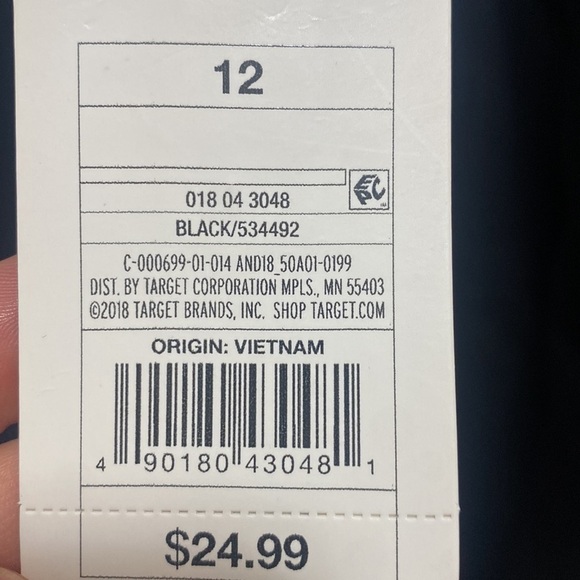 12
EPC
018 04 3048
BLACK/534492
C-000699-01-014 AND18_50A01-0199
DIST. BY TARGET CORPORATION MPLS., MN 55403
©2018 TARGET BRANDS, INC. SHOP TARGET.COM
ORIGIN: VIETNAM
4 90180 43048 1
$24.99